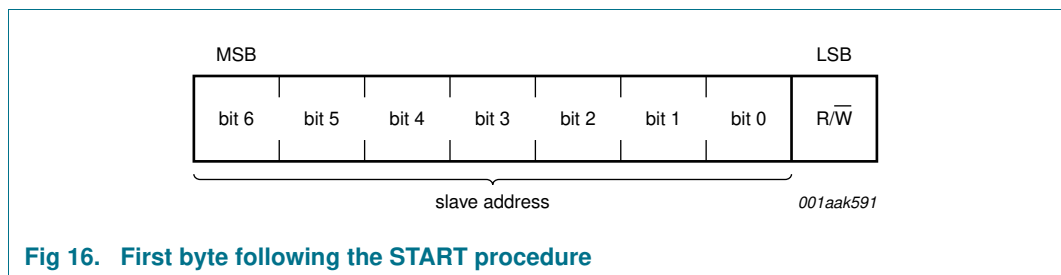 MSB LSB
bit 6 bit 5 bit 4 bit 3 bit 2 bit 1 bit 0 R/W̅
slave address 001aak591
Fig 16. First byte following the START procedure